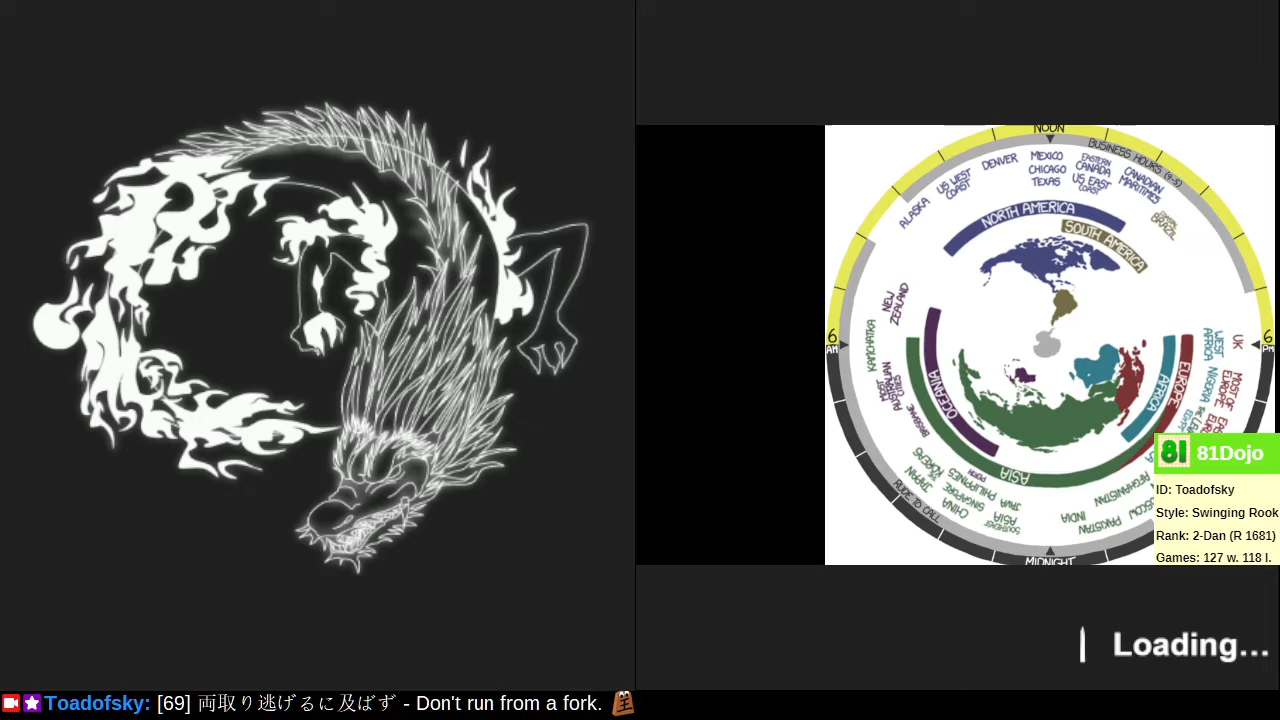 NOON
BUSINESS HOURS (9-5)
ALASKA
US WEST
COAST
DENVER
MEXICO
CHICAGO
TEXAS
EASTERN
CANADA
US EAST
COAST
CANADIAN
MARITIMES
BRAZIL
NORTH AMERICA
SOUTH AMERICA
NEW
ZEALAND
KAMCHATKA
MOST
AUSTRALIAN
CITIES
BRISBANE
OCEANIA
ASIA
AFRICA
EUROPE
UK
WEST
AFRICA
NIGERIA
MOST OF
EUROPE
6
AM
6
PM
KOREAS
JAPAN
PERTH
PHILIPPINES
SINGAPORE
CHINA
JAVA
SOUTHEAST
ASIA
INDIA
PAKISTAN
AFGHANISTAN
RUDE TO CALL
MIDNIGHT
81Dojo
ID: Toadofsky
Style: Swinging Rook
Rank: 2-Dan (R 1681)
Games: 127 w. 118 l.
Loading...
Toadofsky: [69] 両取り逃げるに及ばず - Don't run from a fork.